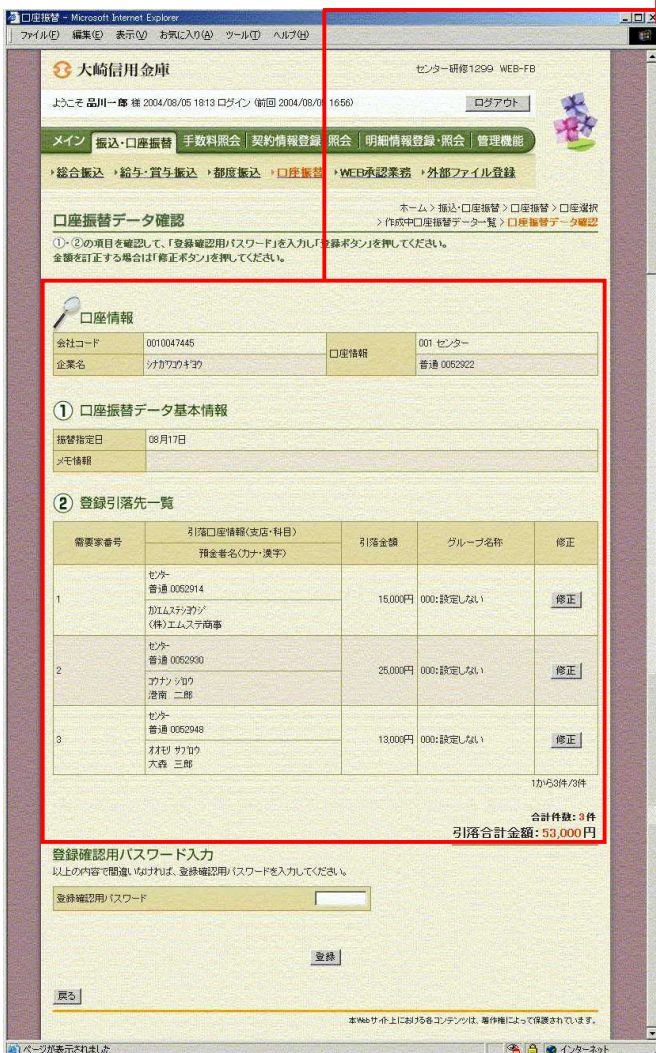 口座振替 - Microsoft Internet Explorer
ファイル(F) 編集(E) 表示(V) お気に入り(A) ツール(T) ヘルプ(H)
大崎信用金庫
センター研修1299 WEB-FB
ようこそ 品川一郎 様 2004/08/05 18:13 ログイン (前回 2004/08/05 16:56)
ログアウト
メイン 振込・口座振替 手数料照会 契約情報登録・照会 明細情報登録・照会 管理機能
総合振込 給与・賞与振込 都度振込 口座振替 WEB承認業務 外部ファイル登録
ホーム > 振込・口座振替 > 口座振替 > 口座選択
> 作成中口座振替データ一覧 > 口座振替データ確認
口座振替データ確認
①・②の項目を確認して、「登録確認用パスワード」を入力し「登録ボタン」を押してください。
金額を訂正する場合は「修正ボタン」を押してください。
口座情報
会社コード 0010047445 口座情報 001 センター
企業名 シナガワコウギヨウ 普通 0052922
① 口座振替データ基本情報
振替指定日 08月17日
メモ情報
② 登録引落先一覧
需要家番号 引落口座情報(支店・科目) 引落金額 グループ名称 修正
預金者名(カナ・漢字)
センター
普通 0052914
1 15,000円 000:設定しない 修正
カ)エムステシヨウジ
(株)エムステ商事
センター
普通 0052930
2 25,000円 000:設定しない 修正
コウナン ジロウ
港南 二郎
センター
普通 0052948
3 13,000円 000:設定しない 修正
オオモリ サブロウ
大森 三郎
1から3件/3件
合計件数: 3件
引落合計金額: 53,000円
登録確認用パスワード入力
以上の内容で間違いなければ、登録確認用パスワードを入力してください。
登録確認用パスワード
登録
戻る
本Webサイト上における各コンテンツは、著作権によって保護されています。
ページが表示されました
インターネット